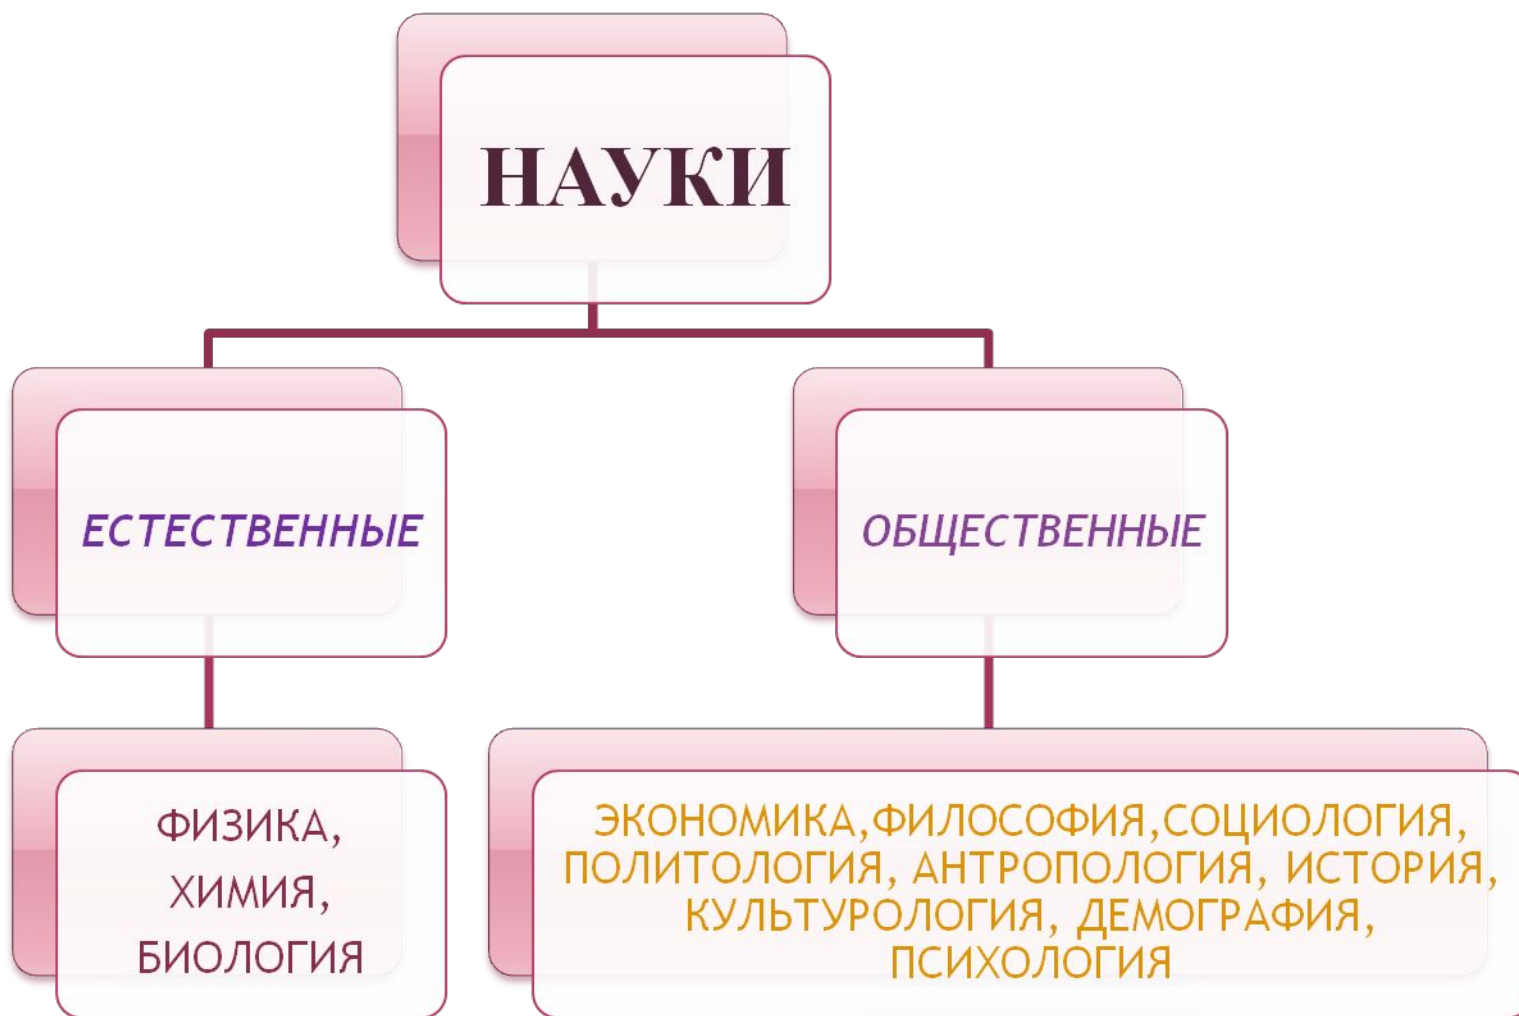 НАУКИ
ЕСТЕСТВЕННЫЕ
ОБЩЕСТВЕННЫЕ
ФИЗИКА,
ХИМИЯ,
БИОЛОГИЯ
ЭКОНОМИКА,ФИЛОСОФИЯ,СОЦИОЛОГИЯ,
ПОЛИТОЛОГИЯ, АНТРОПОЛОГИЯ, ИСТОРИЯ,
КУЛЬТУРОЛОГИЯ, ДЕМОГРАФИЯ,
ПСИХОЛОГИЯ